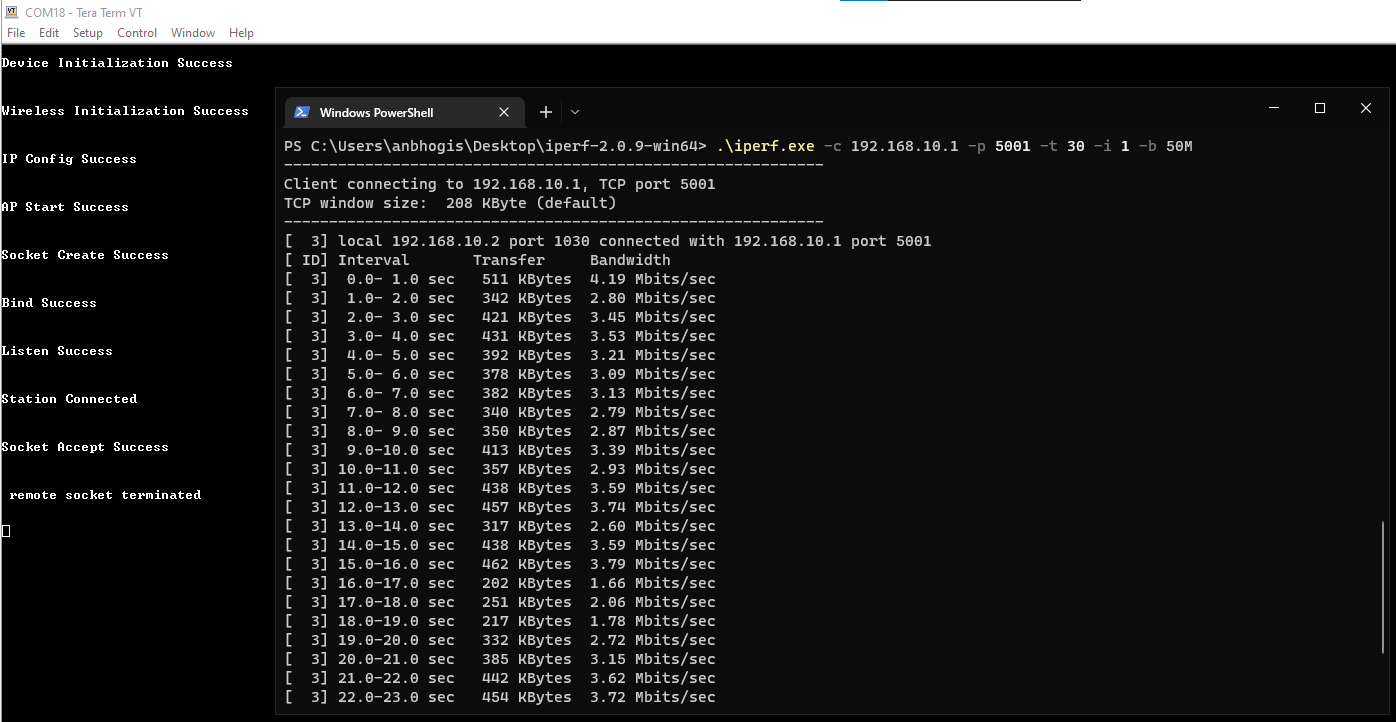 COM18 - Tera Term VT
File Edit Setup Control Window Help
Device Initialization Success
Wireless Initialization Success
IP Config Success
AP Start Success
Socket Create Success
Bind Success
Listen Success
Station Connected
Socket Accept Success
remote socket terminated
Windows PowerShell
PS C:\Users\anbhogis\Desktop\iperf-2.0.9-win64> .\iperf.exe -c 192.168.10.1 -p 5001 -t 30 -i 1 -b 50M
------------------------------------------------------------
Client connecting to 192.168.10.1, TCP port 5001
TCP window size:  208 KByte (default)
------------------------------------------------------------
[  3] local 192.168.10.2 port 1030 connected with 192.168.10.1 port 5001
[ ID] Interval       Transfer     Bandwidth
[  3]  0.0- 1.0 sec   511 KBytes  4.19 Mbits/sec
[  3]  1.0- 2.0 sec   342 KBytes  2.80 Mbits/sec
[  3]  2.0- 3.0 sec   421 KBytes  3.45 Mbits/sec
[  3]  3.0- 4.0 sec   431 KBytes  3.53 Mbits/sec
[  3]  4.0- 5.0 sec   392 KBytes  3.21 Mbits/sec
[  3]  5.0- 6.0 sec   378 KBytes  3.09 Mbits/sec
[  3]  6.0- 7.0 sec   382 KBytes  3.13 Mbits/sec
[  3]  7.0- 8.0 sec   340 KBytes  2.79 Mbits/sec
[  3]  8.0- 9.0 sec   350 KBytes  2.87 Mbits/sec
[  3]  9.0-10.0 sec   413 KBytes  3.39 Mbits/sec
[  3] 10.0-11.0 sec   357 KBytes  2.93 Mbits/sec
[  3] 11.0-12.0 sec   438 KBytes  3.59 Mbits/sec
[  3] 12.0-13.0 sec   457 KBytes  3.74 Mbits/sec
[  3] 13.0-14.0 sec   317 KBytes  2.60 Mbits/sec
[  3] 14.0-15.0 sec   438 KBytes  3.59 Mbits/sec
[  3] 15.0-16.0 sec   462 KBytes  3.79 Mbits/sec
[  3] 16.0-17.0 sec   202 KBytes  1.66 Mbits/sec
[  3] 17.0-18.0 sec   251 KBytes  2.06 Mbits/sec
[  3] 18.0-19.0 sec   217 KBytes  1.78 Mbits/sec
[  3] 19.0-20.0 sec   332 KBytes  2.72 Mbits/sec
[  3] 20.0-21.0 sec   385 KBytes  3.15 Mbits/sec
[  3] 21.0-22.0 sec   442 KBytes  3.62 Mbits/sec
[  3] 22.0-23.0 sec   454 KBytes  3.72 Mbits/sec